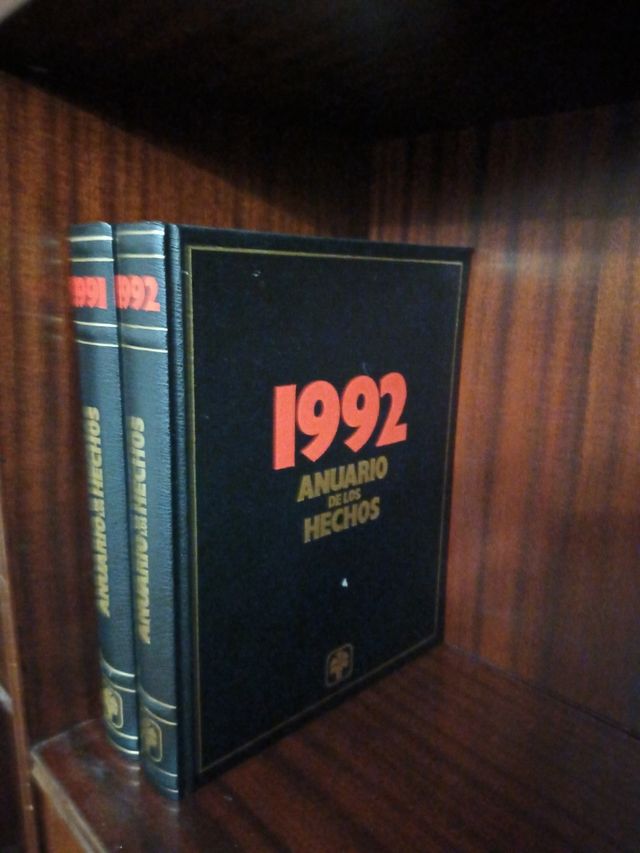 1991
ANUARIO DE LOS HECHOS
1992
ANUARIO DE LOS HECHOS
1992
ANUARIO
DE LOS
HECHOS